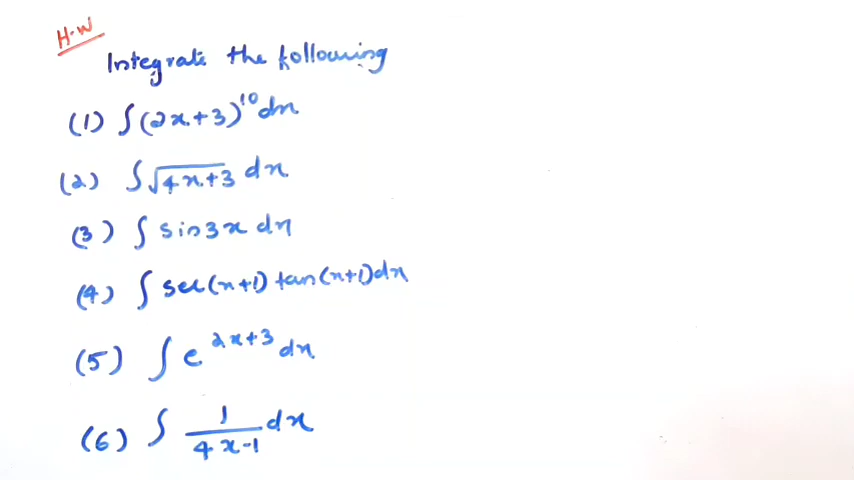 H.W
Integrate the following
(1) ∫(2x+3)^10 dx
(2) ∫√(4x+3) dx
(3) ∫ sin3x dx
(4) ∫ sec(x+1) tan(x+1)dx
(5) ∫ e^(2x+3) dx
(6) ∫ 1/(4x-1) dx